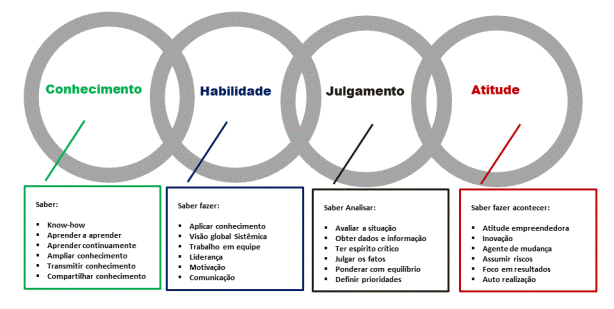 Conhecimento
Habilidade
Julgamento
Atitude
Saber:
▪ Know-how
▪ Aprender a aprender
▪ Aprender continuamente
▪ Ampliar conhecimento
▪ Transmitir conhecimento
▪ Compartilhar conhecimento
Saber fazer:
▪ Aplicar conhecimento
▪ Visão global Sistêmica
▪ Trabalho em equipe
▪ Liderança
▪ Motivação
▪ Comunicação
Saber Analisar:
▪ Avaliar a situação
▪ Obter dados e informação
▪ Ter espírito crítico
▪ Julgar os fatos
▪ Ponderar com equilíbrio
▪ Definir prioridades
Saber fazer acontecer:
▪ Atitude empreendedora
▪ Inovação
▪ Agente de mudança
▪ Assumir riscos
▪ Foco em resultados
▪ Auto realização